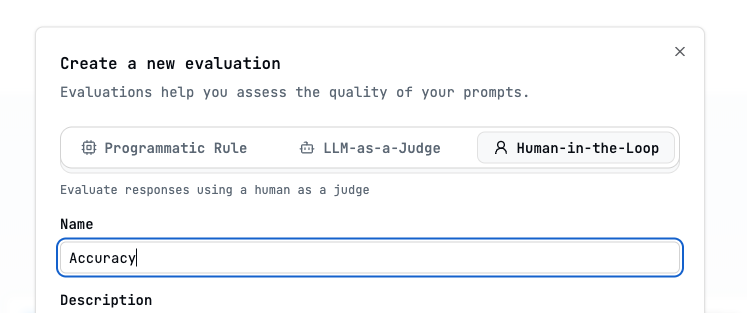 Create a new evaluation
Evaluations help you assess the quality of your prompts.
Programmatic Rule LLM-as-a-Judge Human-in-the-Loop
Evaluate responses using a human as a judge
Name
Accuracy
Description